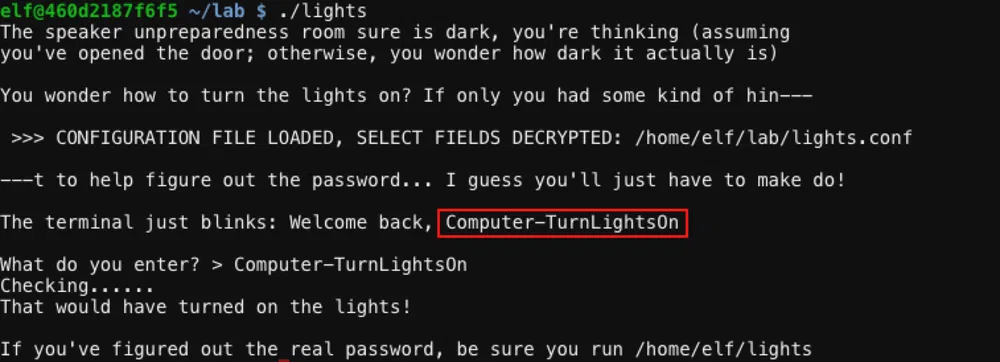 elf@460d2187f6f5 ~/lab $ ./lights
The speaker unpreparedness room sure is dark, you're thinking (assuming
you've opened the door; otherwise, you wonder how dark it actually is)
You wonder how to turn the lights on? If only you had some kind of hin---
>>> CONFIGURATION FILE LOADED, SELECT FIELDS DECRYPTED: /home/elf/lab/lights.conf
---t to help figure out the password... I guess you'll just have to make do!
The terminal just blinks: Welcome back, Computer-TurnLightsOn
What do you enter? > Computer-TurnLightsOn
Checking......
That would have turned on the lights!
If you've figured out the real password, be sure you run /home/elf/lights